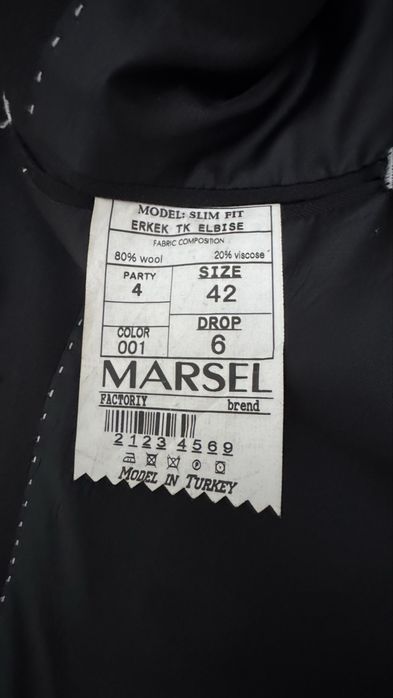 MODEL: SLIM FIT
ERKEK TK ELBISE
FABRIC COMPOSITION
80% wool 20% viscose
PARTY SIZE
4 42
COLOR DROP
001 6
MARSEL
FACTORIY brend
2123 4569
MODEL IN TURKEY